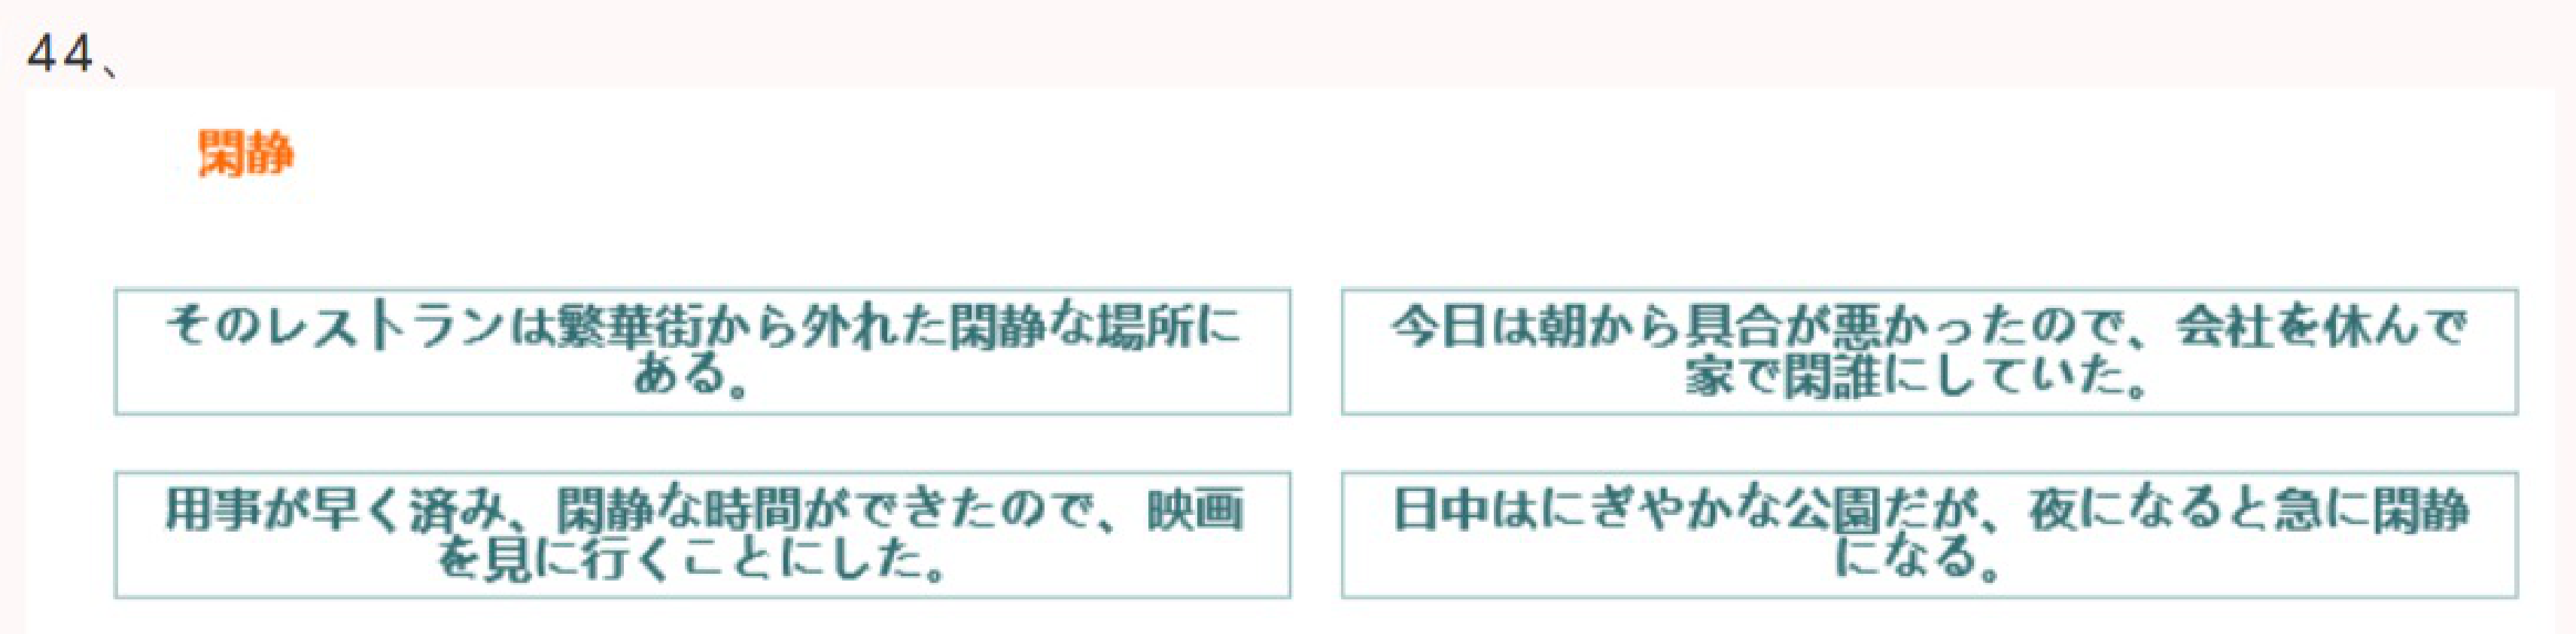 44、
閑静
そのレストランは繁華街から外れた閑静な場所に
ある。
今日は朝から具合が悪かったので、会社を休んで
家で閑誰にしていた。
用事が早く済み、閑静な時間ができたので、映画
を見に行くことにした。
日中はにぎやかな公園だが、夜になると急に閑静
になる。